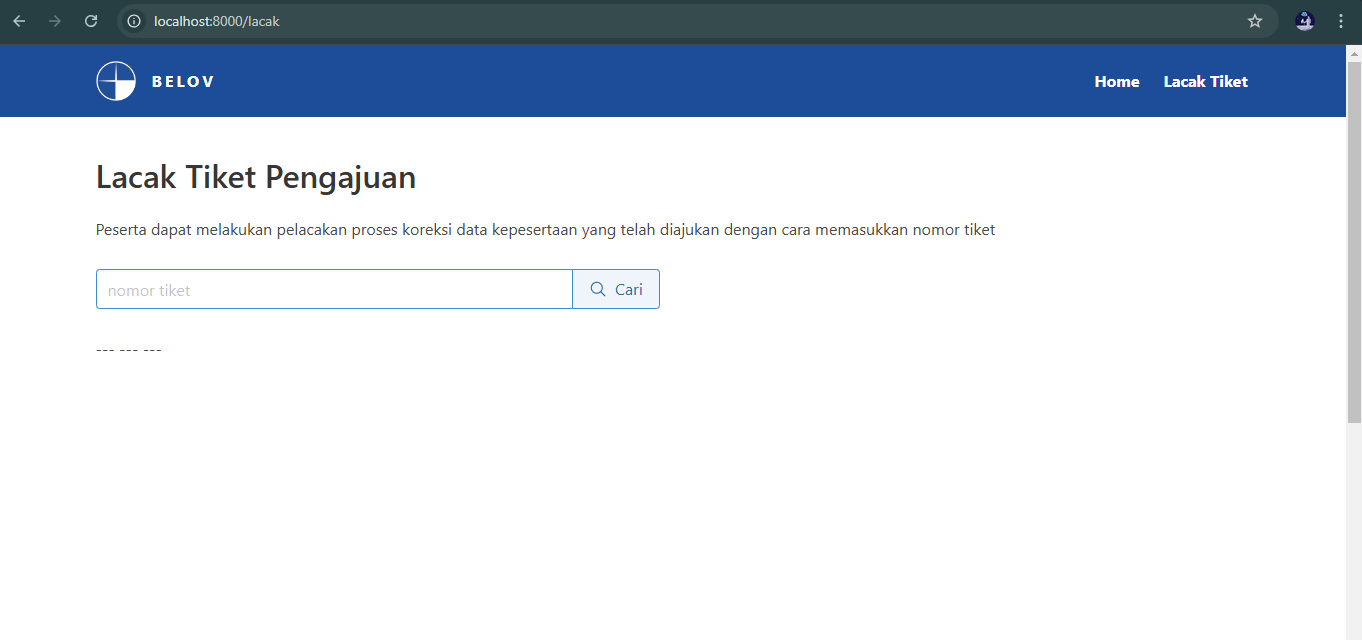 localhost:8000/lacak
BELOV
Home Lacak Tiket
Lacak Tiket Pengajuan
Peserta dapat melakukan pelacakan proses koreksi data kepesertaan yang telah diajukan dengan cara memasukkan nomor tiket
nomor tiket Cari
--- --- ---